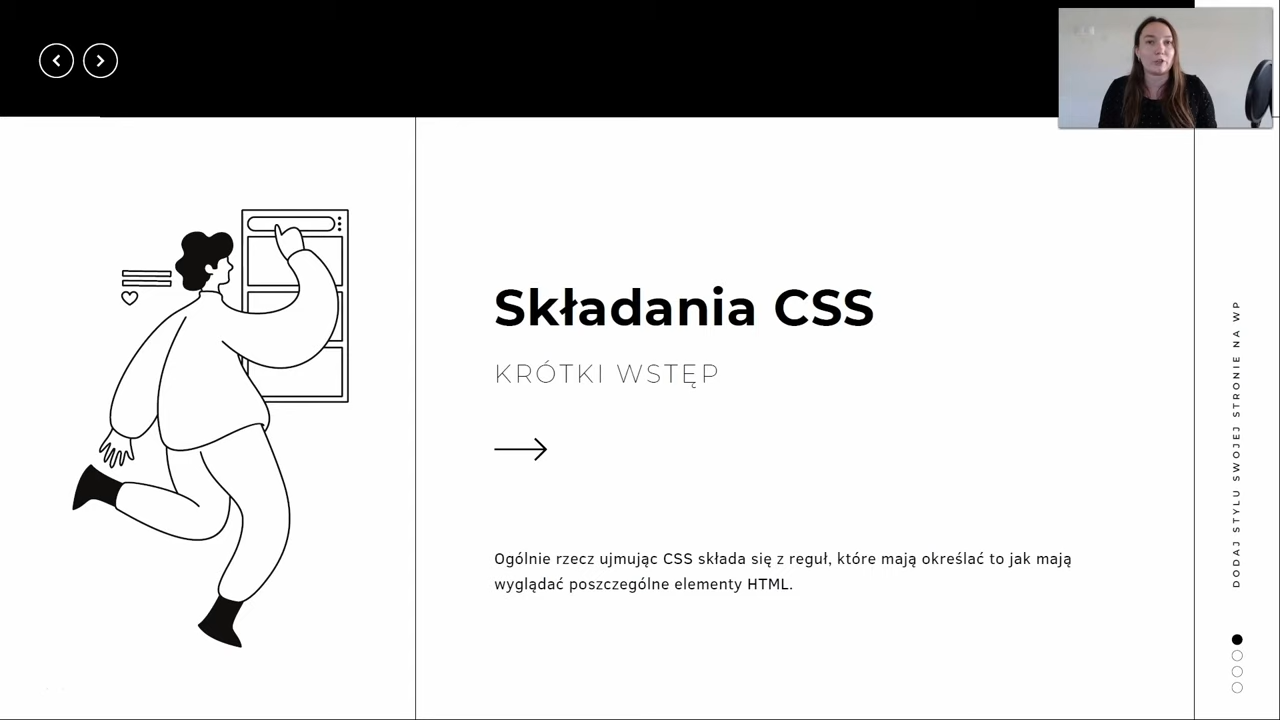 Składania CSS
KRÓTKI WSTĘP
Ogólnie rzecz ujmując CSS składa się z reguł, które mają określać to jak mają
wyglądać poszczególne elementy HTML.
DODAJ STYLU SWOJEJ STRONIE NA WP